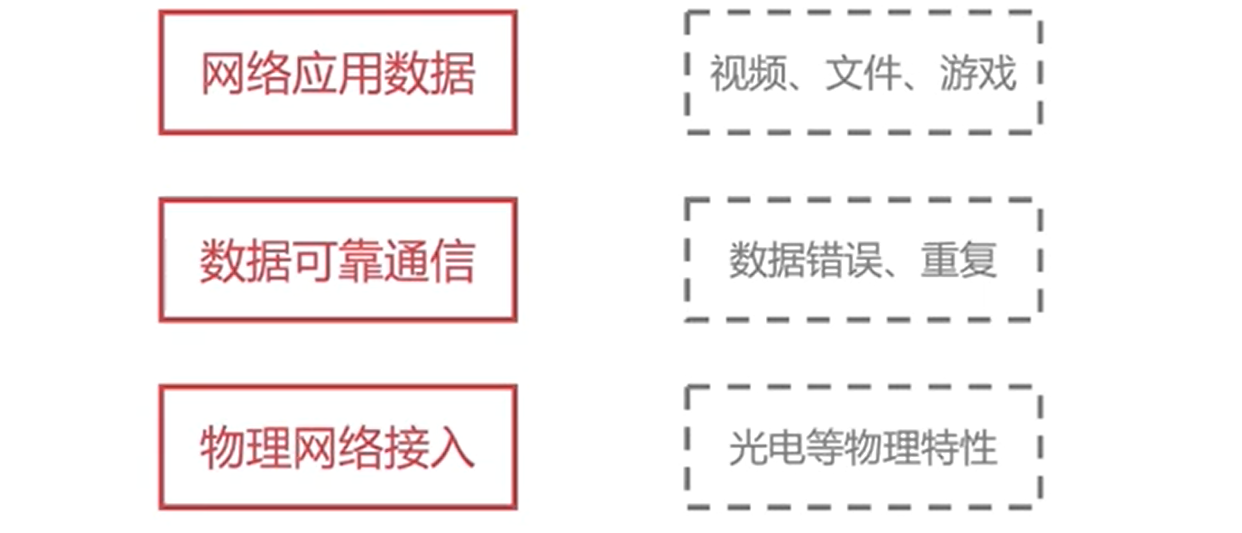 网络应用数据
视频、文件、游戏
数据可靠通信
数据错误、重复
物理网络接入
光电等物理特性